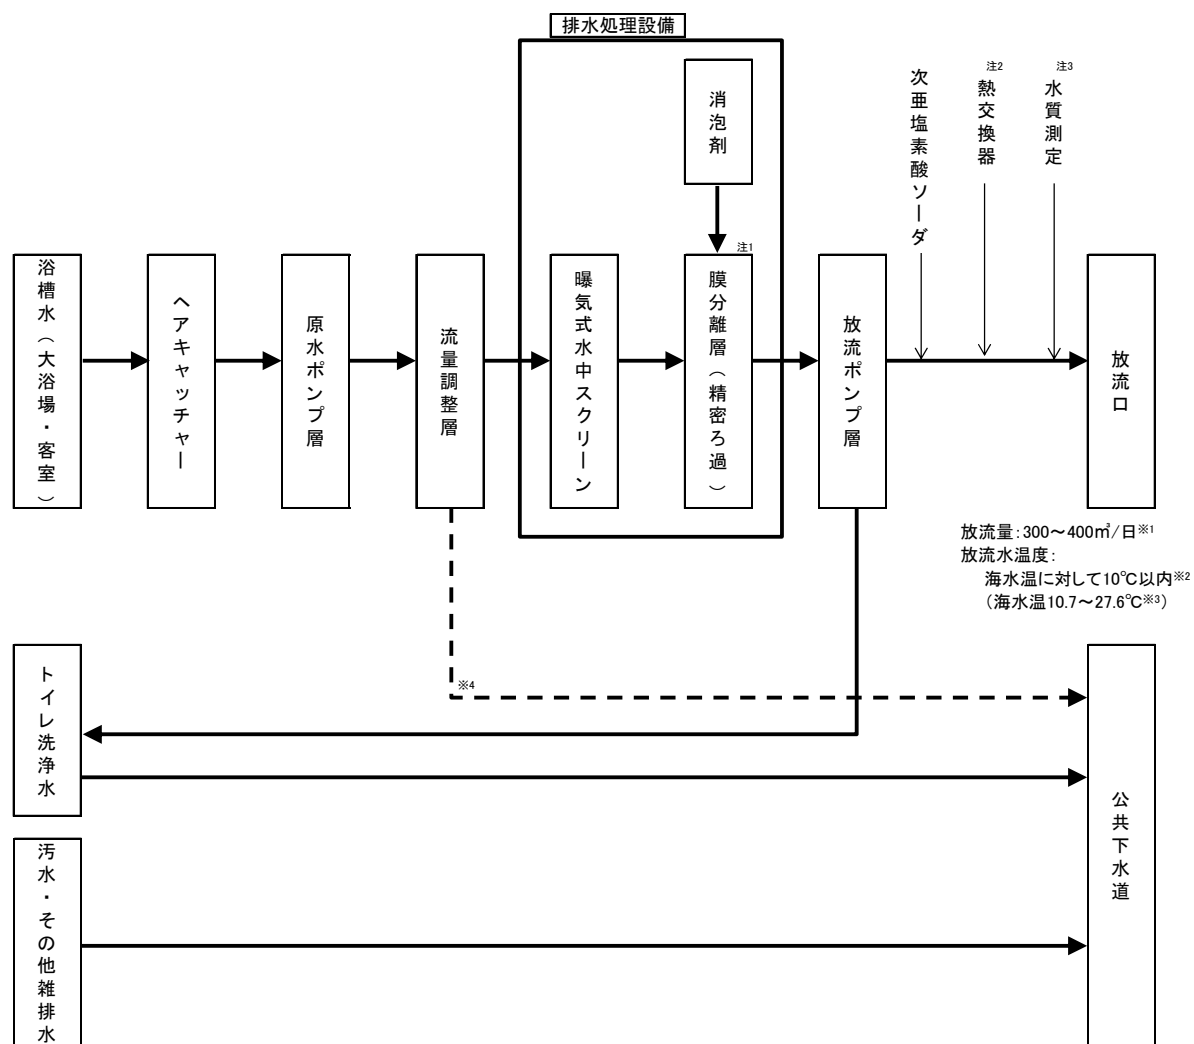 排水処理設備
消泡剤
次亜塩素酸ソーダ
注2
熱交換器
注3
水質測定
浴槽水（大浴場・客室）
ヘアキャッチャー
原水ポンプ層
流量調整層
曝気式水中スクリーン
注1
膜分離層（精密ろ過）
放流ポンプ層
放流口
放流量：300～400㎥/日※1
放流水温度：
海水温に対して10℃以内※2
（海水温10.7～27.6℃※3）
※4
トイレ洗浄水
公共下水道
汚水・その他雑排水